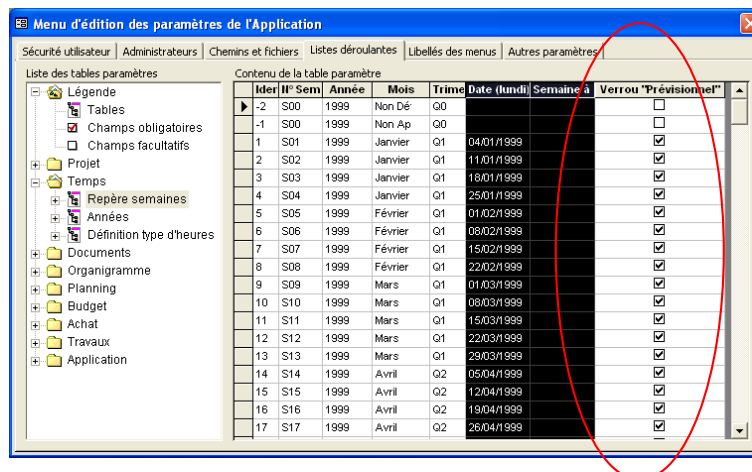 Menu d'édition des paramètres de l'Application
Sécurité utilisateur Administrateurs Chemins et fichiers Listes déroulantes Libellés des menus Autres paramètres
Liste des tables paramètres
Légende
Tables
Champs obligatoires
Champs facultatifs
Projet
Temps
Repère semaines
Années
Définition type d'heures
Documents
Organigramme
Planning
Budget
Achat
Travaux
Application
Contenu de la table paramètre
Ider N° Sem Année Mois Trime Date (lundi) Semaine à Verrou "Prévisionnel"
-2 S00 1999 Non Dé Q0
-1 S00 1999 Non Ap Q0
1 S01 1999 Janvier Q1 04/01/1999
2 S02 1999 Janvier Q1 11/01/1999
3 S03 1999 Janvier Q1 18/01/1999
4 S04 1999 Janvier Q1 25/01/1999
5 S05 1999 Février Q1 01/02/1999
6 S06 1999 Février Q1 08/02/1999
7 S07 1999 Février Q1 15/02/1999
8 S08 1999 Février Q1 22/02/1999
9 S09 1999 Mars Q1 01/03/1999
10 S10 1999 Mars Q1 08/03/1999
11 S11 1999 Mars Q1 15/03/1999
12 S12 1999 Mars Q1 22/03/1999
13 S13 1999 Mars Q1 29/03/1999
14 S14 1999 Avril Q2 05/04/1999
15 S15 1999 Avril Q2 12/04/1999
16 S16 1999 Avril Q2 19/04/1999
17 S17 1999 Avril Q2 26/04/1999